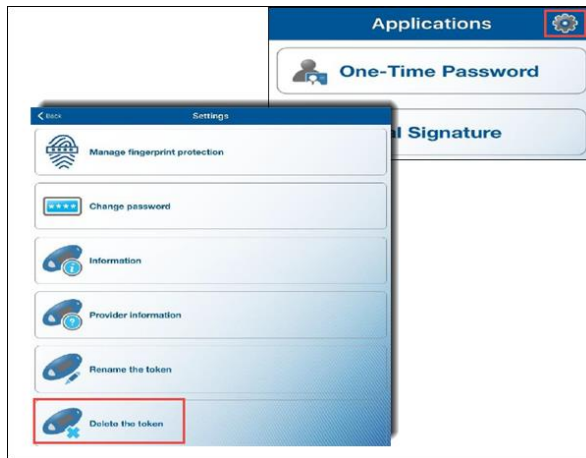 Applications
One-Time Password
l Signature
Back
Settings
Manage fingerprint protection
****
Change password
Information
Provider information
Rename the token
Delete the token